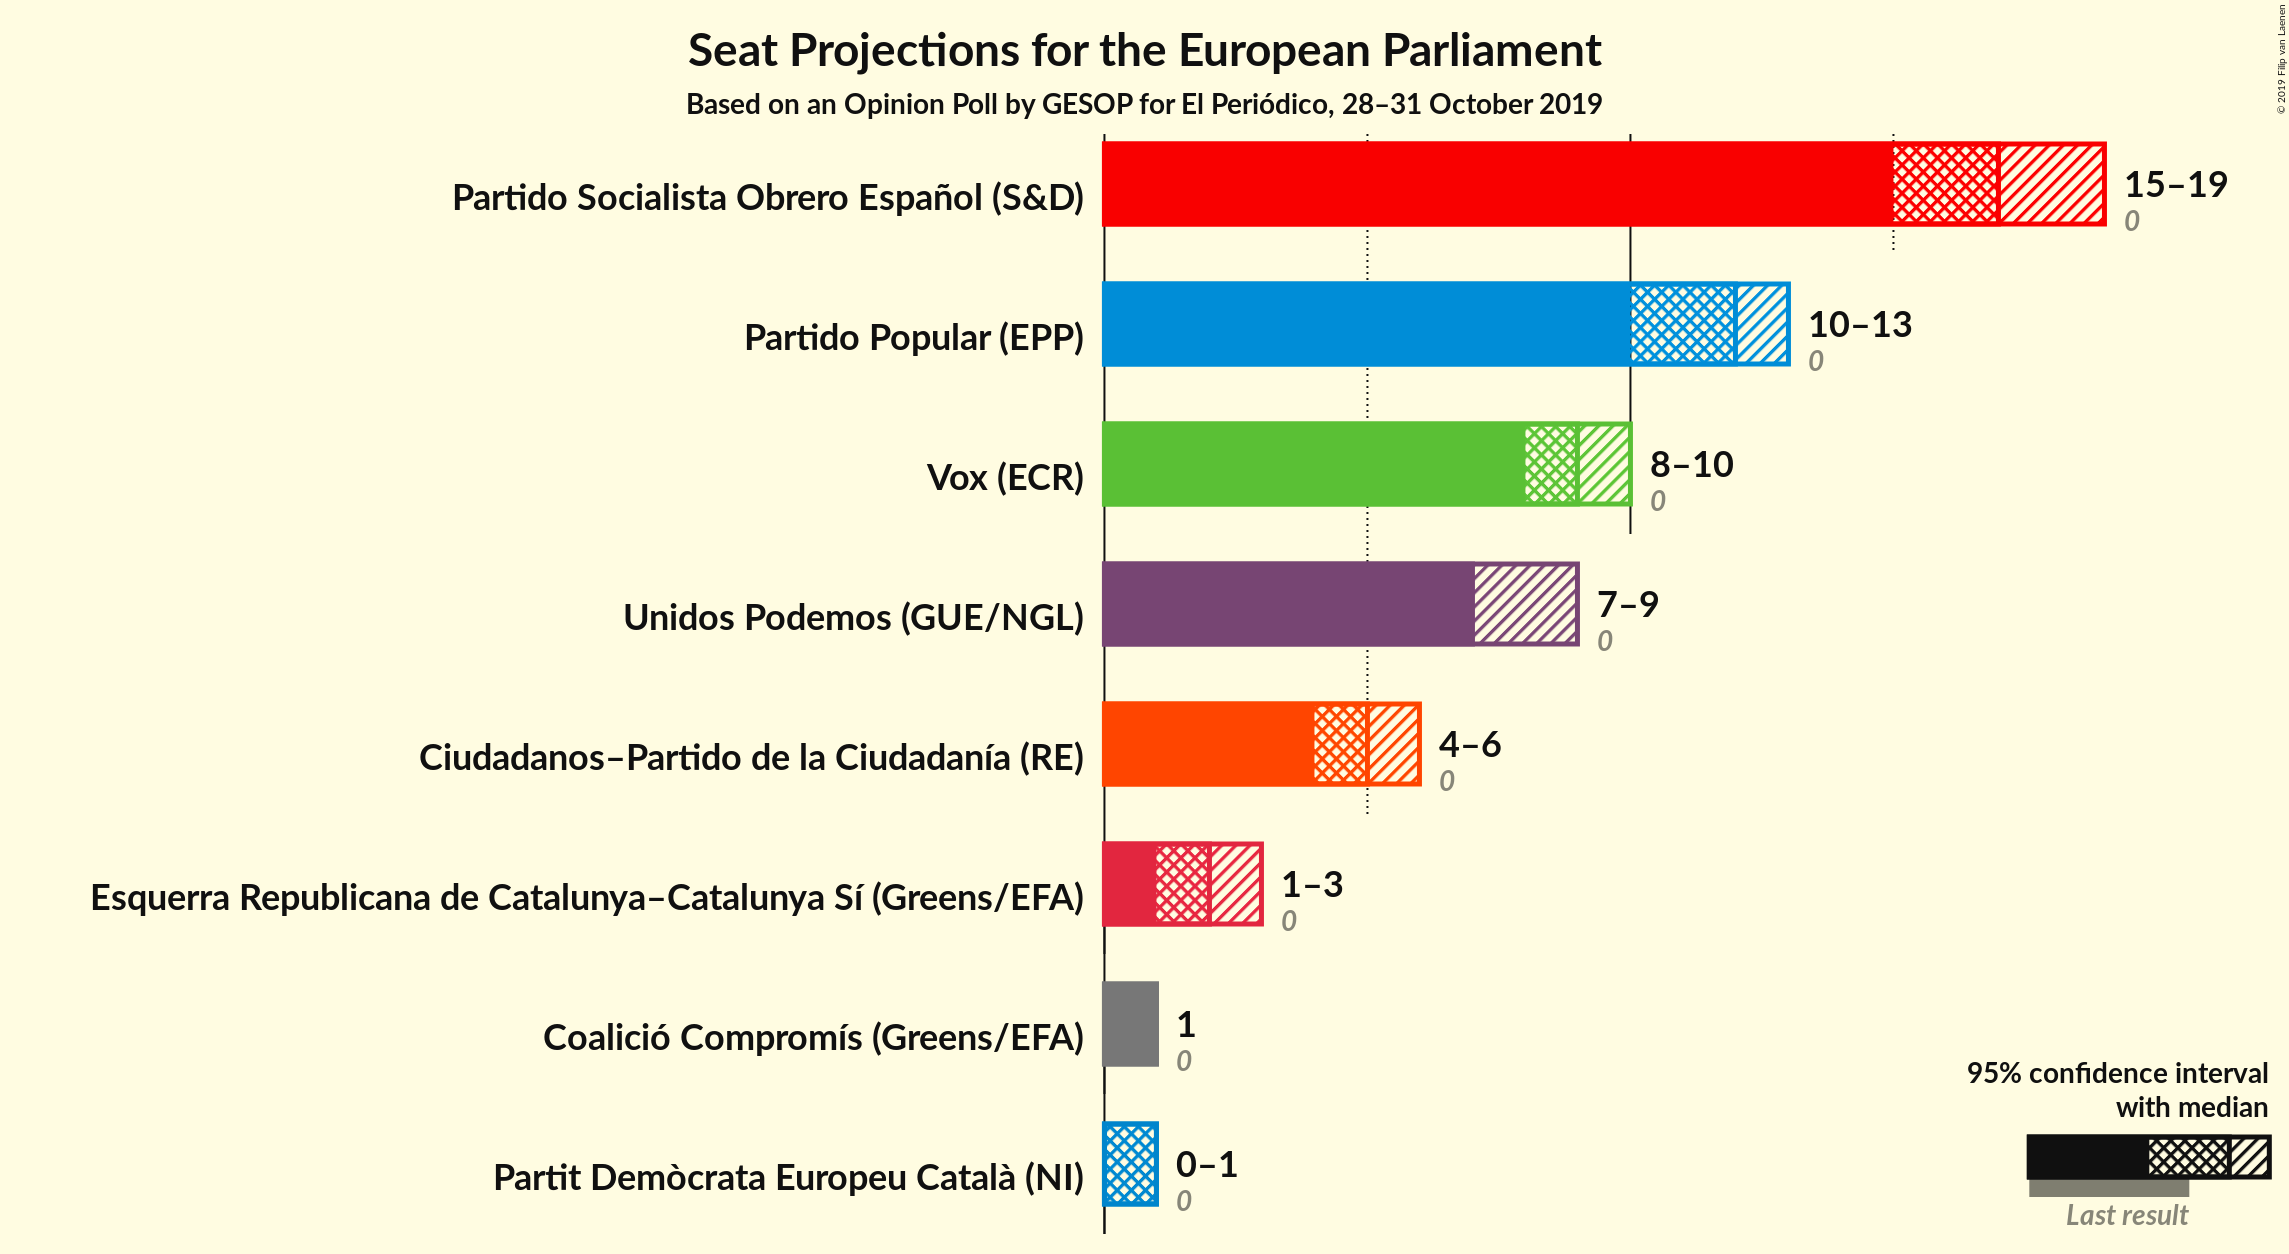 Seat Projections for the European Parliament
Based on an Opinion Poll by GESOP for El Periódico, 28–31 October 2019
© 2019 Filip van Laenen
Partido Socialista Obrero Español (S&D)
15–19
0
Partido Popular (EPP)
10–13
0
Vox (ECR)
8–10
0
Unidos Podemos (GUE/NGL)
7–9
0
Ciudadanos–Partido de la Ciudadanía (RE)
4–6
0
Esquerra Republicana de Catalunya–Catalunya Sí (Greens/EFA)
1–3
0
Coalició Compromís (Greens/EFA)
1
0
Partit Demòcrata Europeu Català (NI)
0–1
0
95% confidence interval
with median
Last result